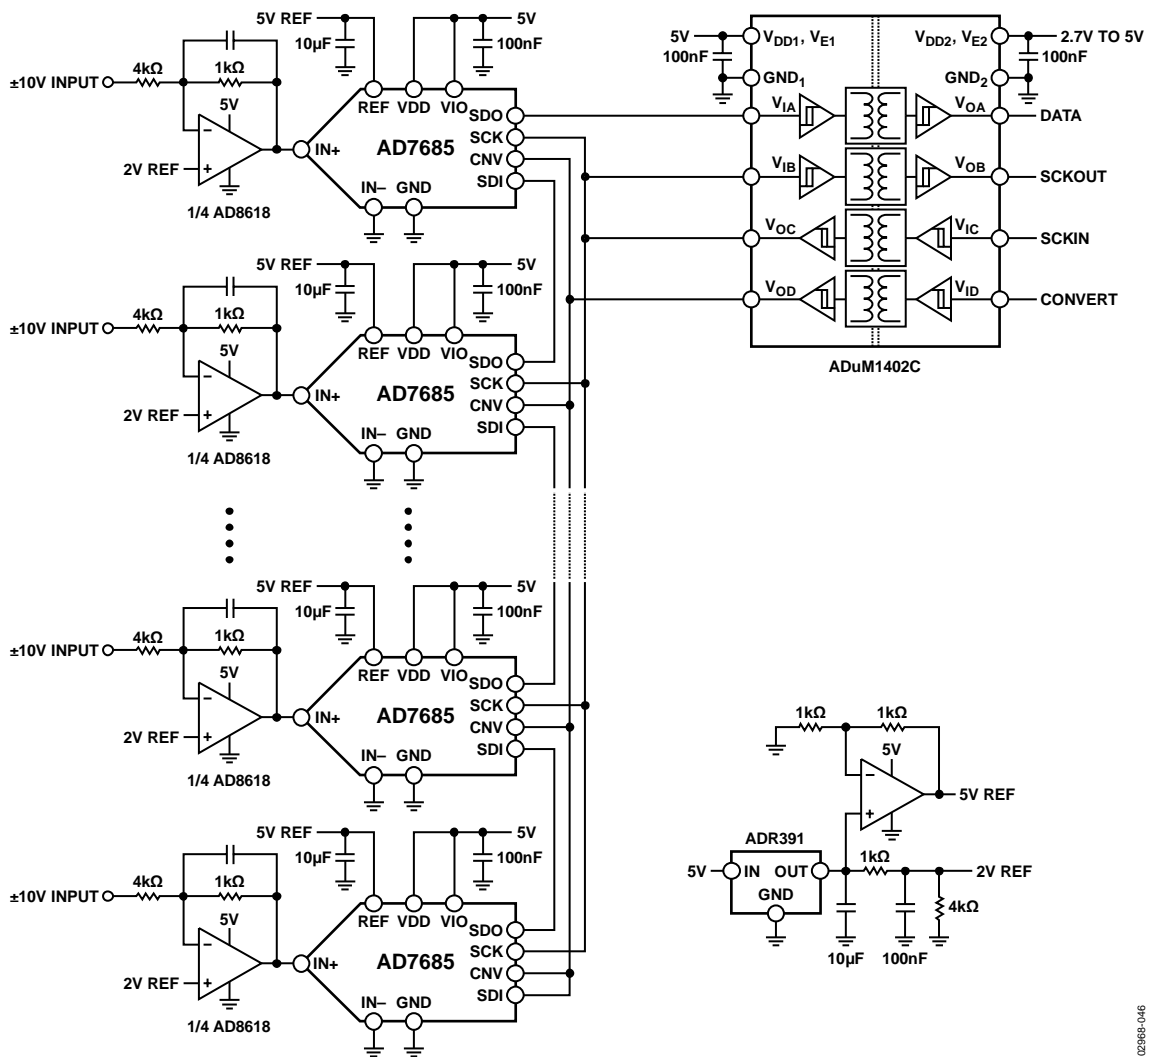 5V REF
5V
10µF
100nF
4kΩ
1kΩ
±10V INPUT
5V
REF VDD VIO
SDO
SCK
CNV
SDI
IN+
AD7685
2V REF
IN– GND
1/4 AD8618
5V REF
5V
10µF
100nF
4kΩ
1kΩ
±10V INPUT
5V
REF VDD VIO
SDO
SCK
CNV
SDI
IN+
AD7685
2V REF
IN– GND
1/4 AD8618
5V REF
5V
10µF
100nF
4kΩ
1kΩ
±10V INPUT
5V
REF VDD VIO
SDO
SCK
CNV
SDI
IN+
AD7685
2V REF
IN– GND
1/4 AD8618
5V REF
5V
10µF
100nF
4kΩ
1kΩ
±10V INPUT
5V
REF VDD VIO
SDO
SCK
CNV
SDI
IN+
AD7685
2V REF
IN– GND
1/4 AD8618
5V
VDD1, VE1
VDD2, VE2
2.7V TO 5V
100nF
100nF
GND1
GND2
VIA
VOA
DATA
VIB
VOB
SCKOUT
VOC
VIC
SCKIN
VOD
VID
CONVERT
ADuM1402C
1kΩ
1kΩ
5V
5V REF
ADR391
5V
IN OUT
GND
1kΩ
2V REF
4kΩ
10µF
100nF
02968-046